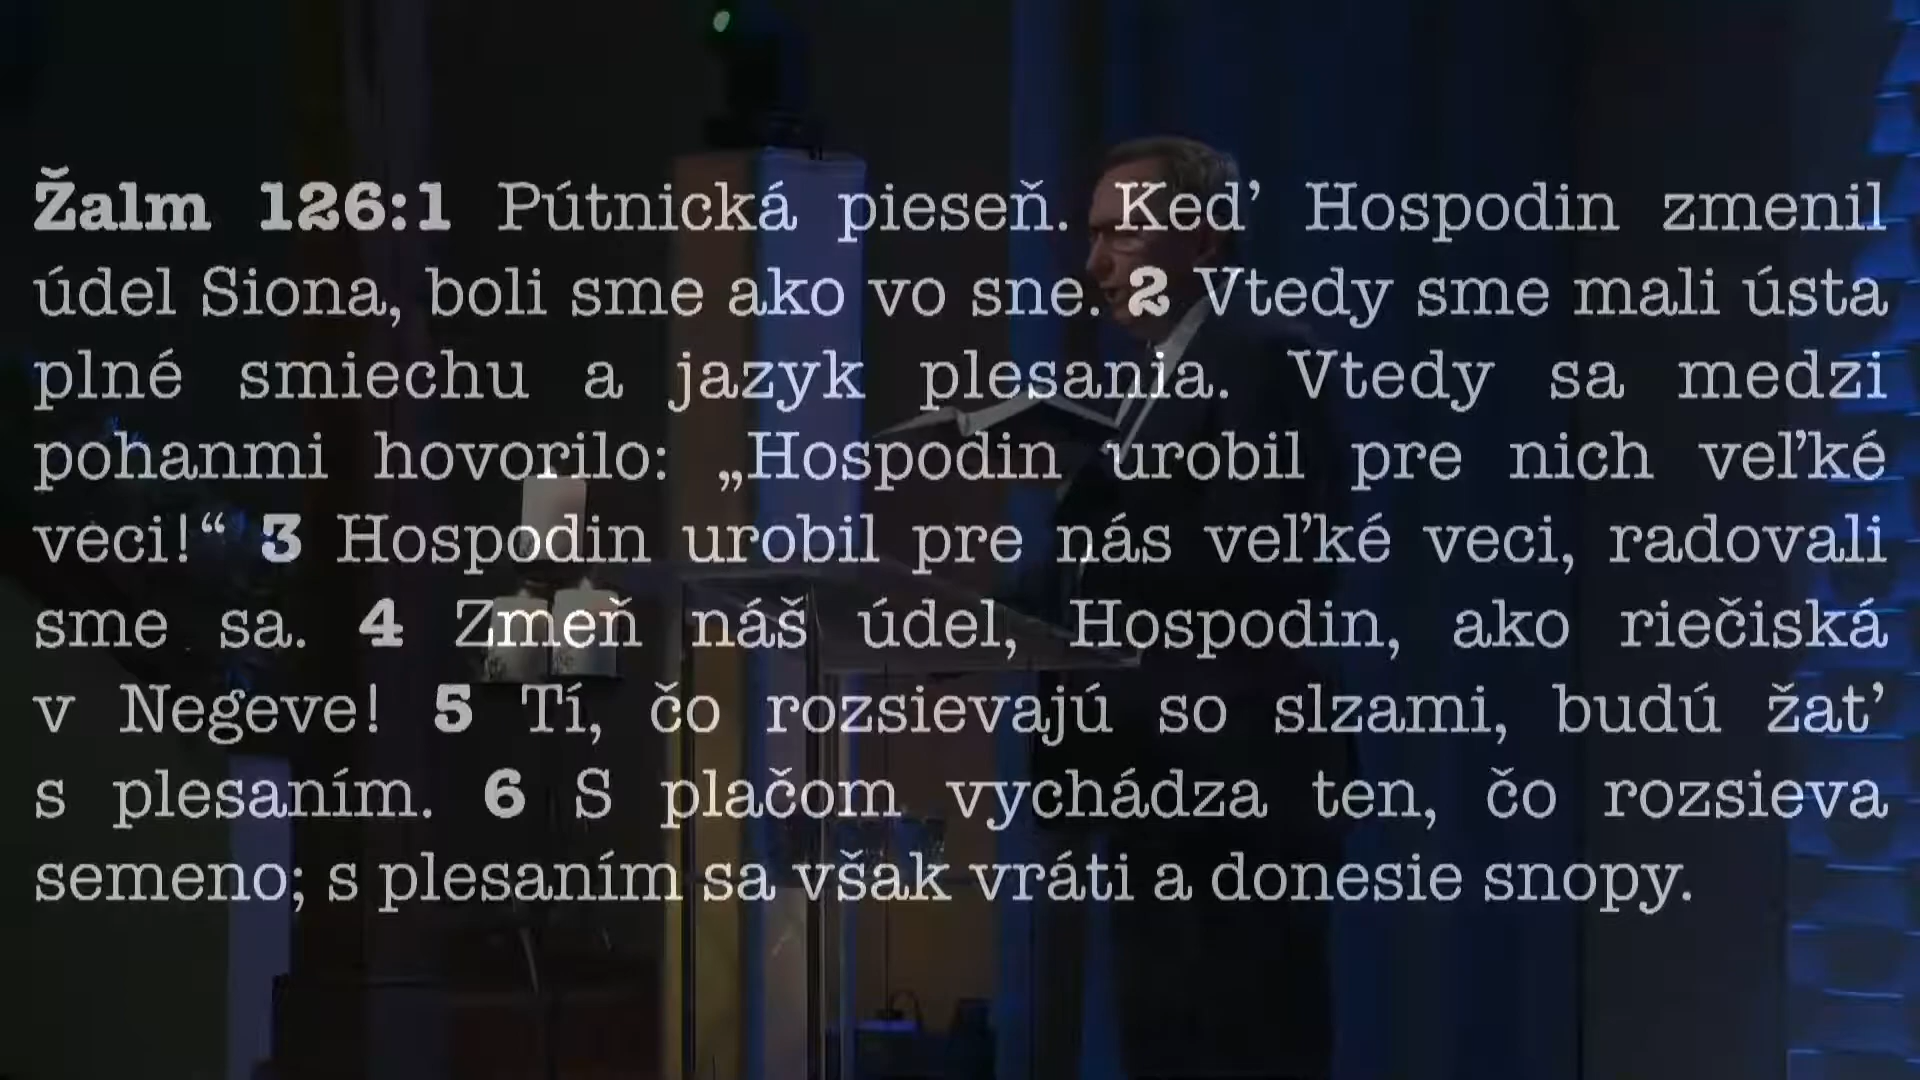 Žalm 126:1 Pútnická pieseň. Keď Hospodin zmenil
údel Siona, boli sme ako vo sne. 2 Vtedy sme mali ústa
plné smiechu a jazyk plesania. Vtedy sa medzi
pohanmi hovorilo: „Hospodin urobil pre nich veľké
veci!“ 3 Hospodin urobil pre nás veľké veci, radovali
sme sa. 4 Zmeň náš údel, Hospodin, ako riečiská
v Negeve! 5 Tí, čo rozsievajú so slzami, budú žať
s plesaním. 6 S plačom vychádza ten, čo rozsieva
semeno; s plesaním sa však vráti a donesie snopy.